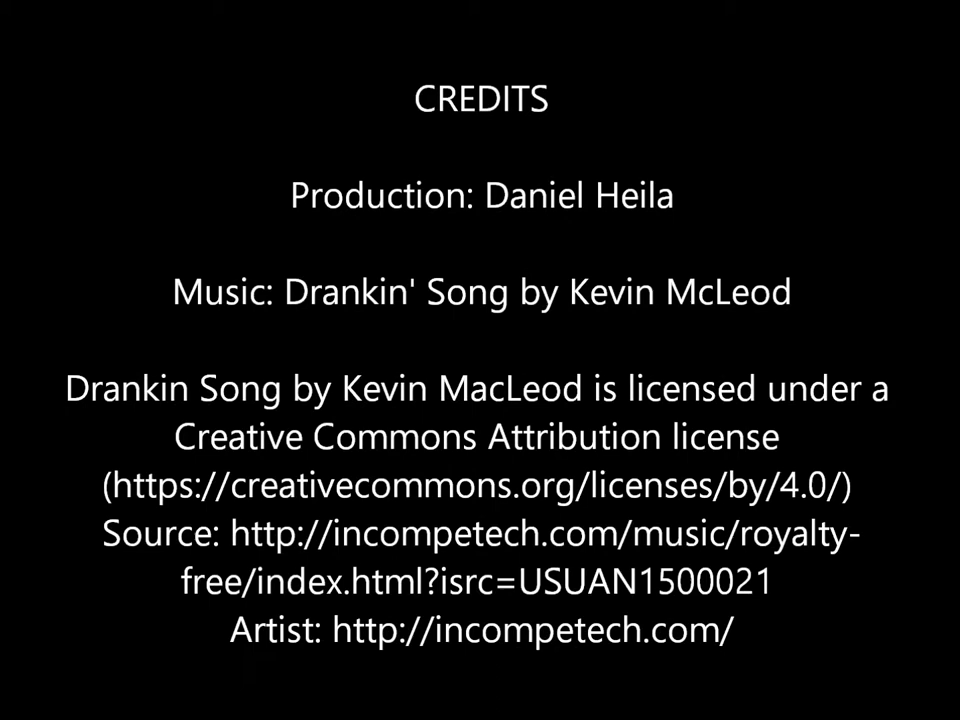 CREDITS
Production: Daniel Heila
Music: Drankin' Song by Kevin McLeod
Drankin Song by Kevin MacLeod is licensed under a
Creative Commons Attribution license
(https://creativecommons.org/licenses/by/4.0/)
Source: http://incompetech.com/music/royalty-
free/index.html?isrc=USUAN1500021
Artist: http://incompetech.com/